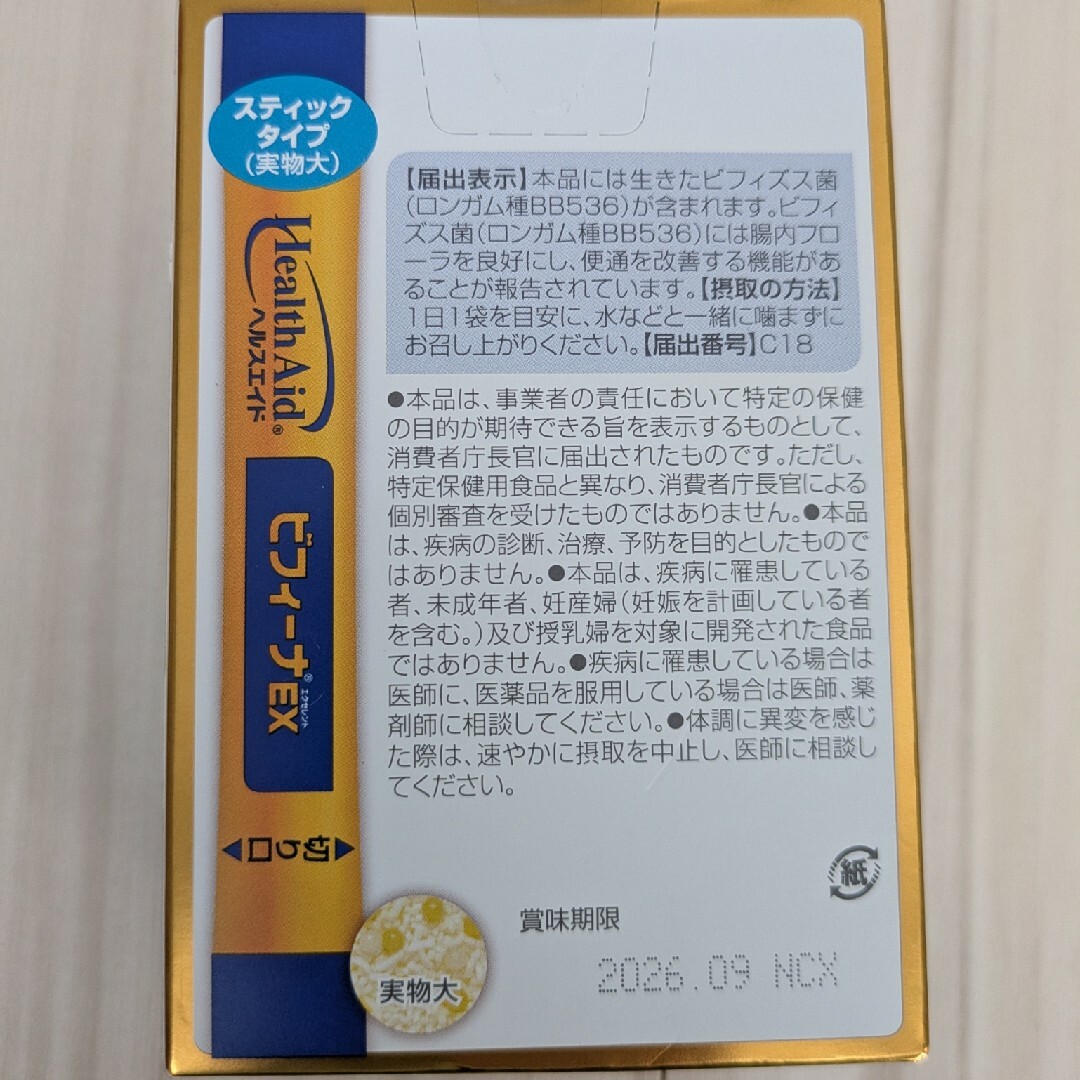 スティック
タイプ
(実物大)
Health Aid®
ヘルスエイド
ビフィーナ®EX
エクセレント
切り口
実物大
【届出表示】本品には生きたビフィズス菌
(ロンガム種BB536)が含まれます。ビフィ
ズス菌(ロンガム種BB536)には腸内フロ
ーラを良好にし、便通を改善する機能があ
ることが報告されています。【摂取の方法】
1日1袋を目安に、水などと一緒に噛まずに
お召し上がりください。【届出番号】C18
●本品は、事業者の責任において特定の保健
の目的が期待できる旨を表示するものとして、
消費者庁長官に届出されたものです。ただし、
特定保健用食品と異なり、消費者庁長官による
個別審査を受けたものではありません。●本品
は、疾病の診断、治療、予防を目的としたもので
はありません。●本品は、疾病に罹患している
者、未成年者、妊産婦(妊娠を計画している者
を含む。)及び授乳婦を対象に開発された食品
ではありません。●疾病に罹患している場合は
医師に、医薬品を服用している場合は医師、薬
剤師に相談してください。●体調に異変を感じ
た際は、速やかに摂取を中止し、医師に相談し
てください。
紙
賞味期限
2026.09 NCX